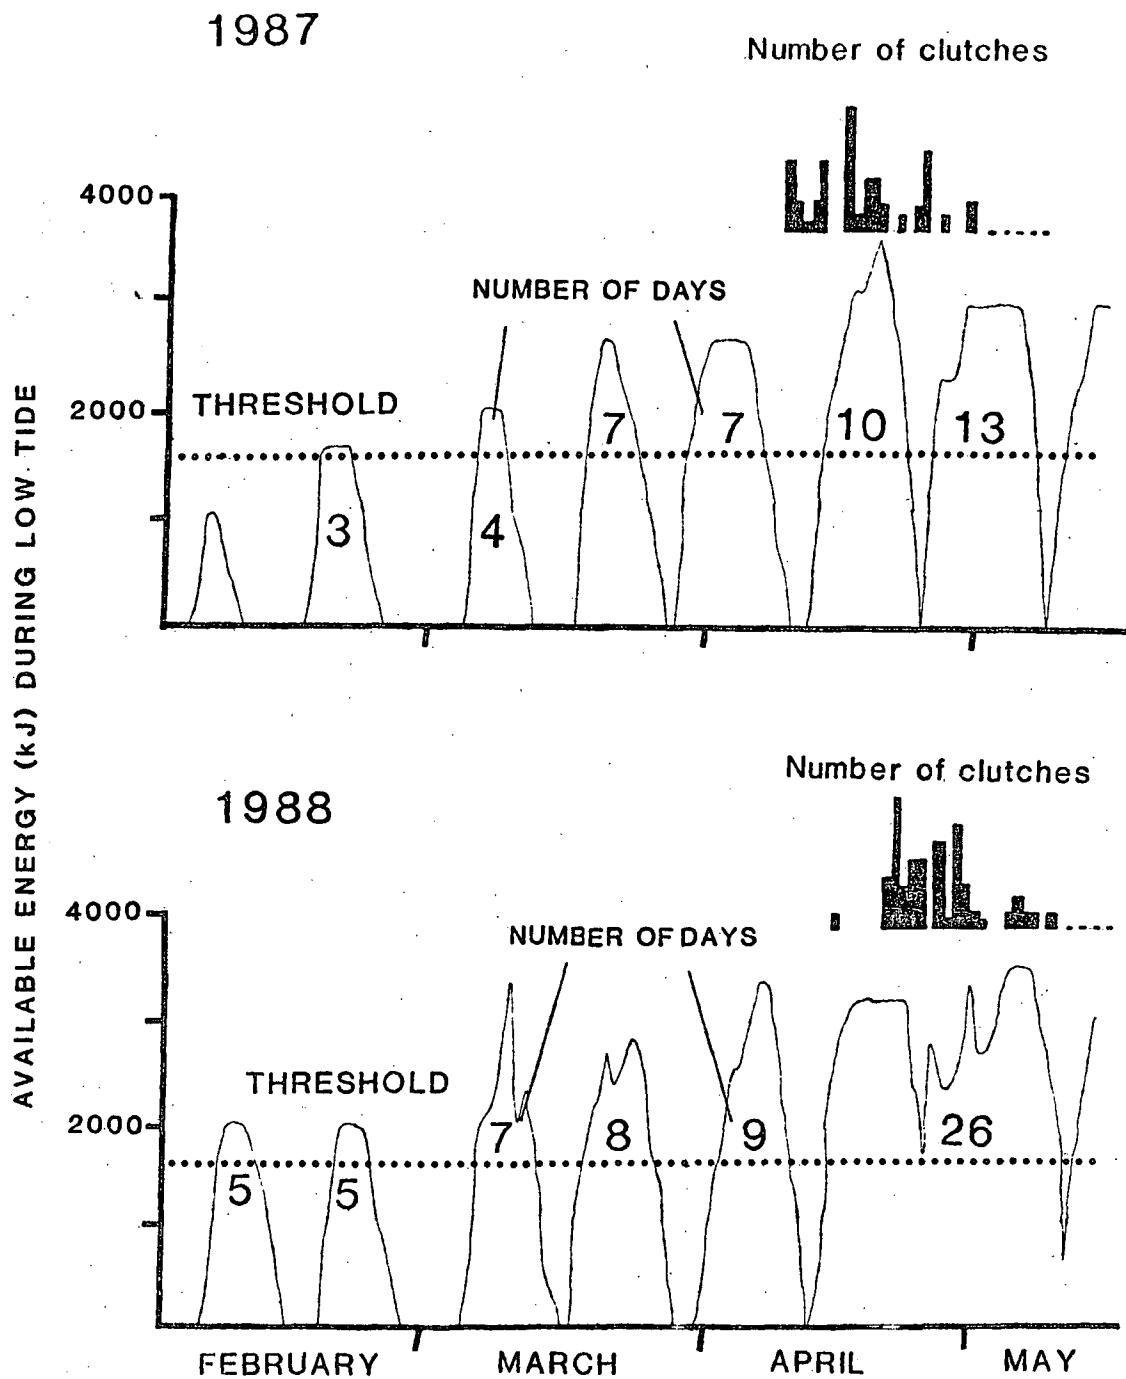 1987
Number of clutches
4000
NUMBER OF DAYS
2000
THRESHOLD
7
7
10
13
3
4
AVAILABLE ENERGY (kJ) DURING LOW TIDE
Number of clutches
1988
4000
NUMBER OF DAYS
THRESHOLD
2000
7
8
9
26
5
5
FEBRUARY
MARCH
APRIL
MAY